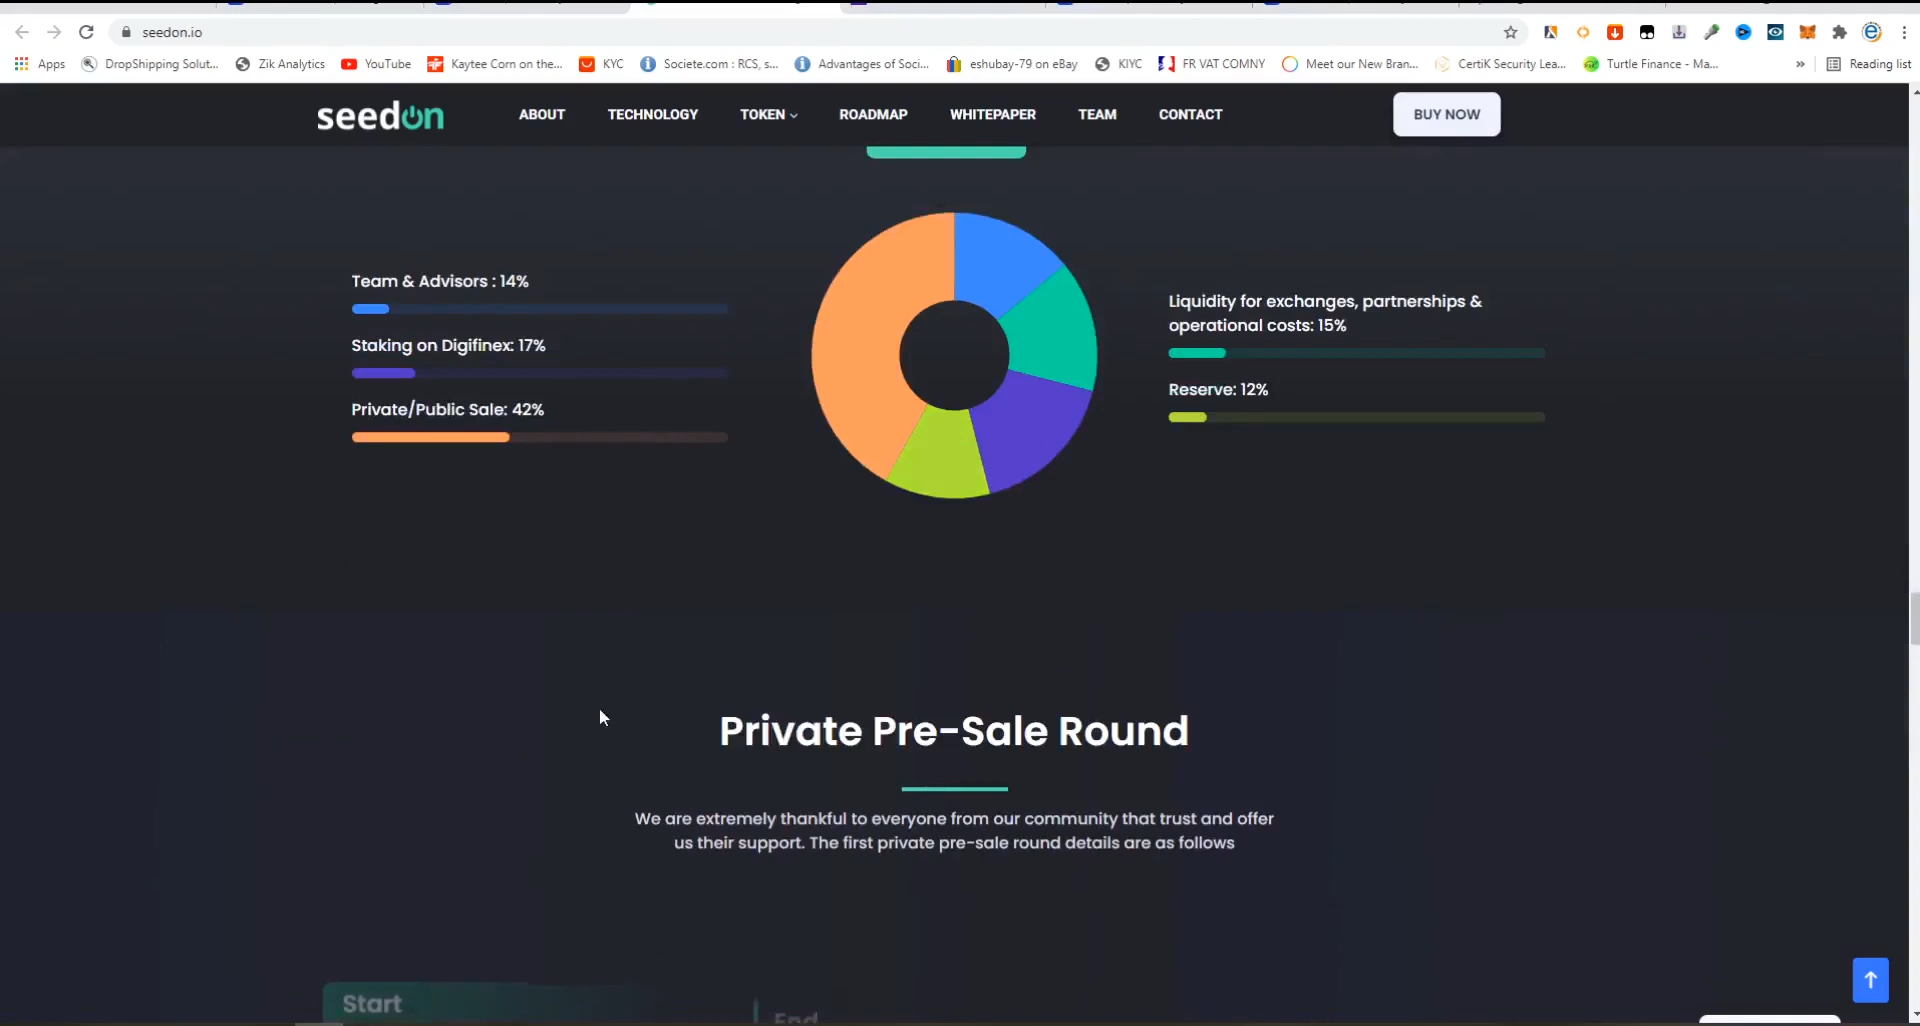 seedon.io
Apps
DropShipping Solut...
Zik Analytics
YouTube
Kaytee Corn on the...
KYC
Societe.com : RCS, s...
Advantages of Soci...
eshubay-79 on eBay
KIYC
FR VAT COMNY
Meet our New Bran...
CertiK Security Lea...
Turtle Finance - Ma...
»
Reading list
seedon
ABOUT
TECHNOLOGY
TOKEN
ROADMAP
WHITEPAPER
TEAM
CONTACT
BUY NOW
Team & Advisors : 14%
Staking on Digifinex: 17%
Private/Public Sale: 42%
Liquidity for exchanges, partnerships &
operational costs: 15%
Reserve: 12%
Private Pre-Sale Round
We are extremely thankful to everyone from our community that trust and offer
us their support. The first private pre-sale round details are as follows
Start
End